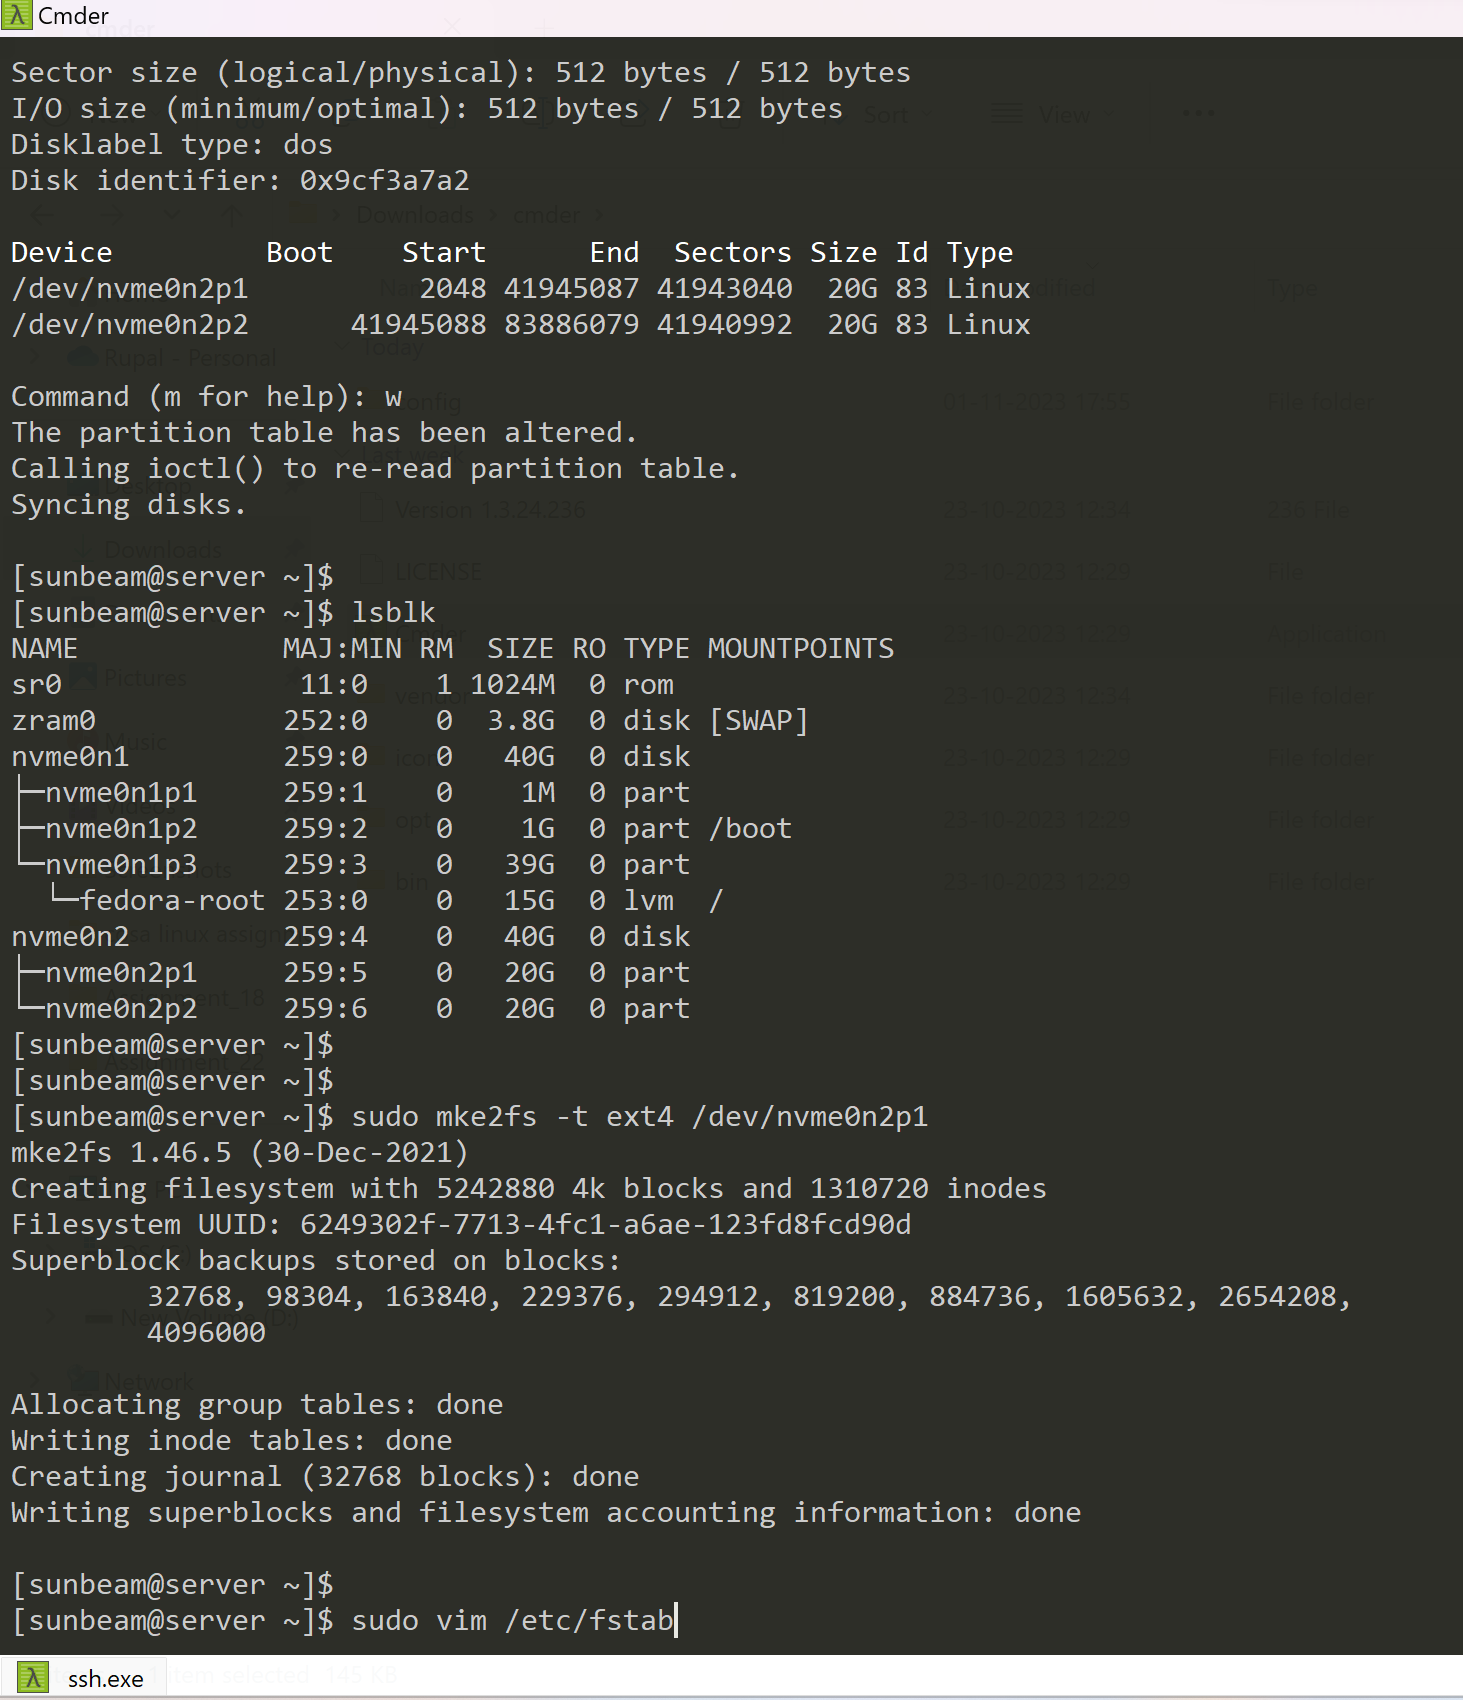 Cmder
Sector size (logical/physical): 512 bytes / 512 bytes
I/O size (minimum/optimal): 512 bytes / 512 bytes
Disklabel type: dos
Disk identifier: 0x9cf3a7a2
Device         Boot    Start      End  Sectors Size Id Type
/dev/nvme0n2p1          2048 41945087 41943040  20G 83 Linux
/dev/nvme0n2p2      41945088 83886079 41940992  20G 83 Linux
Command (m for help): w
The partition table has been altered.
Calling ioctl() to re-read partition table.
Syncing disks.
[sunbeam@server ~]$
[sunbeam@server ~]$ lsblk
NAME            MAJ:MIN RM  SIZE RO TYPE MOUNTPOINTS
sr0              11:0    1 1024M  0 rom
zram0           252:0    0  3.8G  0 disk [SWAP]
nvme0n1         259:0    0   40G  0 disk
├─nvme0n1p1     259:1    0    1M  0 part
├─nvme0n1p2     259:2    0    1G  0 part /boot
└─nvme0n1p3     259:3    0   39G  0 part
  └─fedora-root 253:0    0   15G  0 lvm  /
nvme0n2         259:4    0   40G  0 disk
├─nvme0n2p1     259:5    0   20G  0 part
└─nvme0n2p2     259:6    0   20G  0 part
[sunbeam@server ~]$
[sunbeam@server ~]$
[sunbeam@server ~]$ sudo mke2fs -t ext4 /dev/nvme0n2p1
mke2fs 1.46.5 (30-Dec-2021)
Creating filesystem with 5242880 4k blocks and 1310720 inodes
Filesystem UUID: 6249302f-7713-4fc1-a6ae-123fd8fcd90d
Superblock backups stored on blocks:
        32768, 98304, 163840, 229376, 294912, 819200, 884736, 1605632, 2654208,
        4096000
Allocating group tables: done
Writing inode tables: done
Creating journal (32768 blocks): done
Writing superblocks and filesystem accounting information: done
[sunbeam@server ~]$
[sunbeam@server ~]$ sudo vim /etc/fstab
ssh.exe